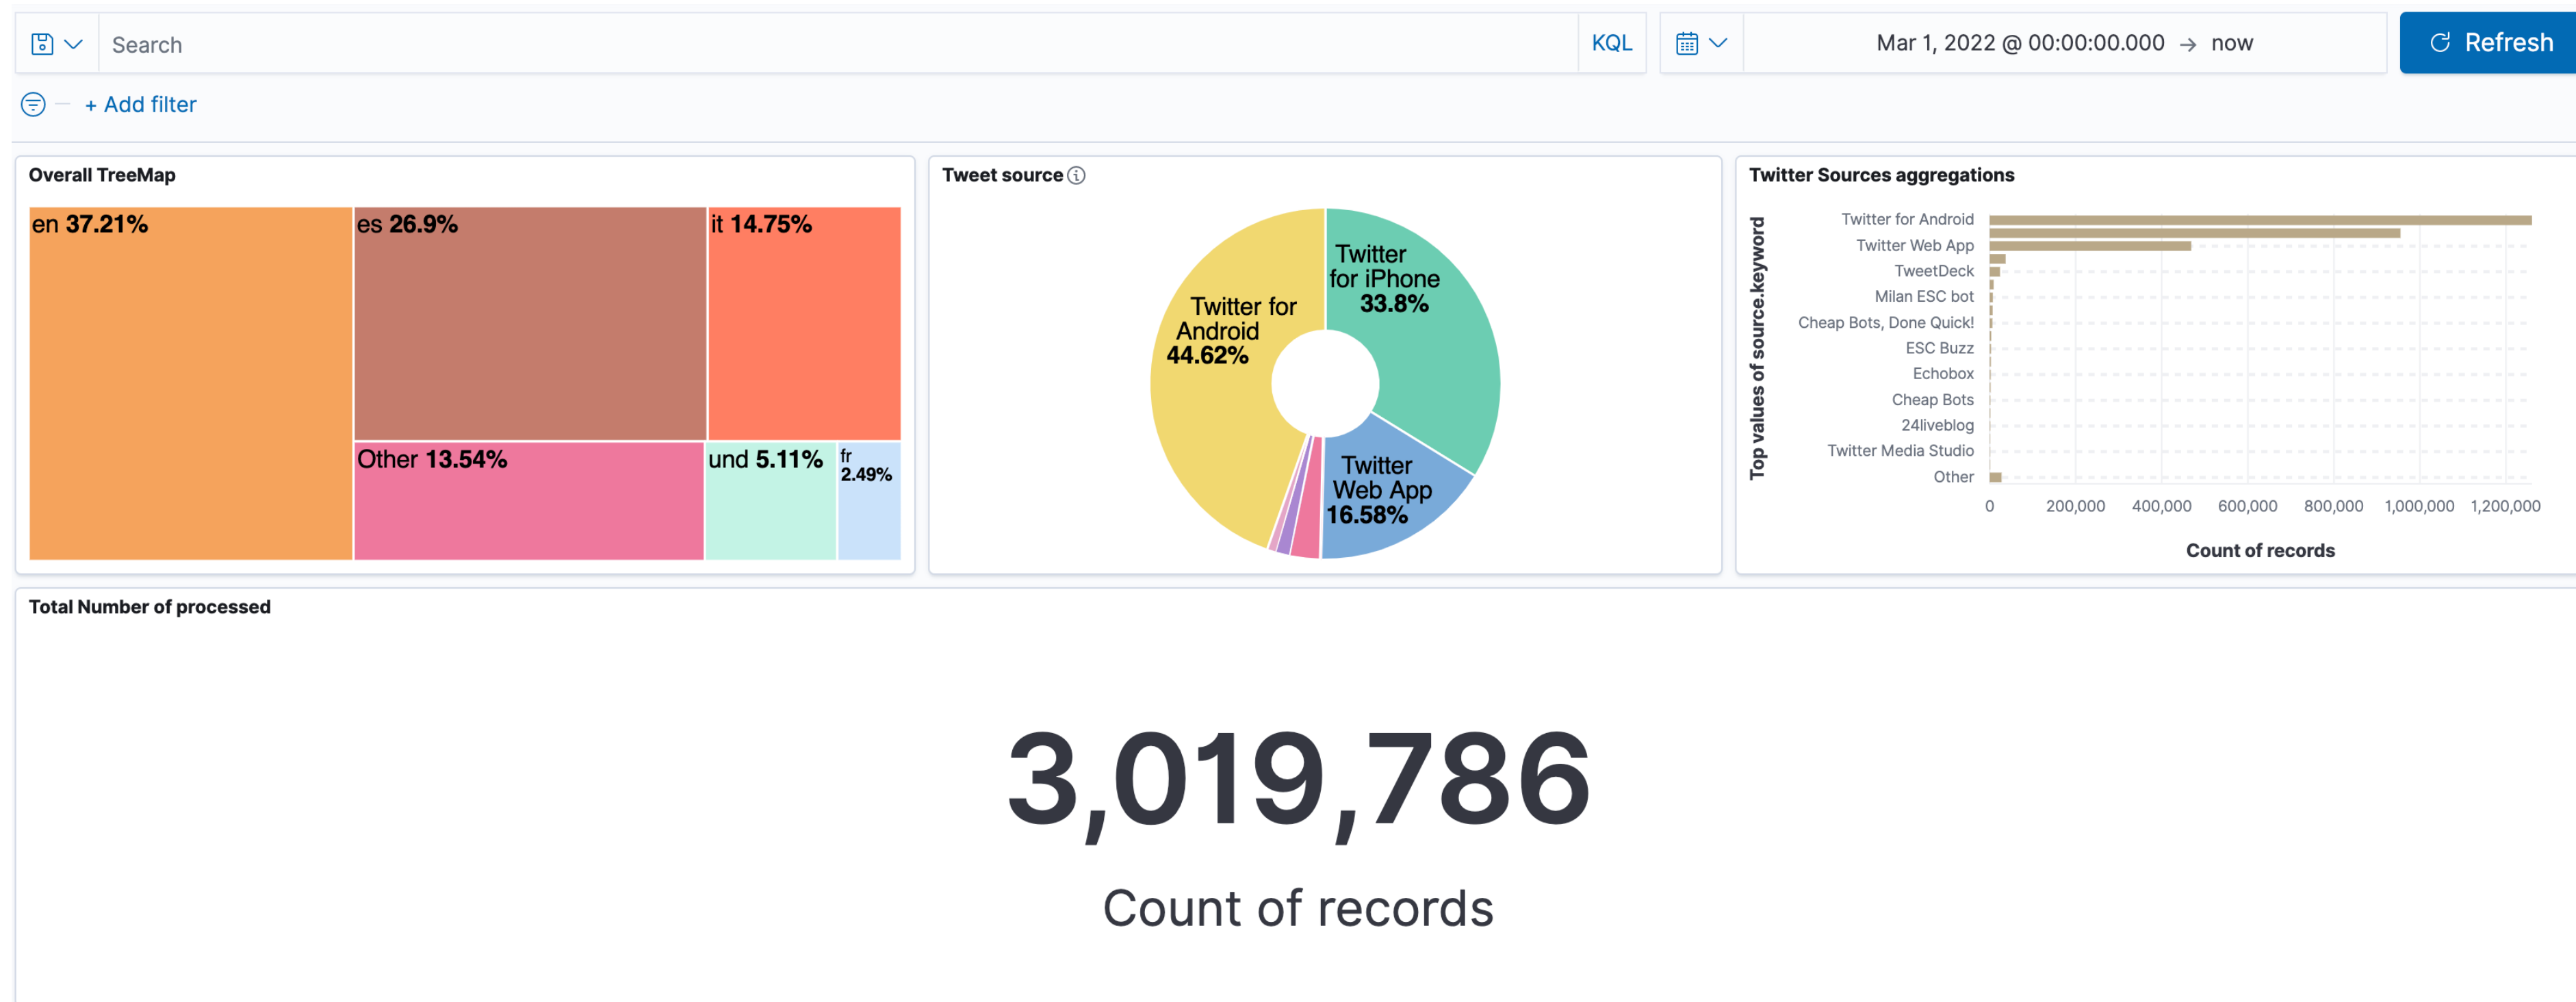 Search
KQL
Mar 1, 2022 @ 00:00:00.000 → now
Refresh
+ Add filter
Overall TreeMap
en 37.21%
es 26.9%
it 14.75%
Other 13.54%
und 5.11%
fr
2.49%
Tweet source
Twitter
for iPhone
33.8%
Twitter for
Android
44.62%
Twitter
Web App
16.58%
Twitter Sources aggregations
Top values of source.keyword
Twitter for Android
Twitter Web App
TweetDeck
Milan ESC bot
Cheap Bots, Done Quick!
ESC Buzz
Echobox
Cheap Bots
24liveblog
Twitter Media Studio
Other
0 200,000 400,000 600,000 800,000 1,000,000 1,200,000
Count of records
Total Number of processed
3,019,786
Count of records